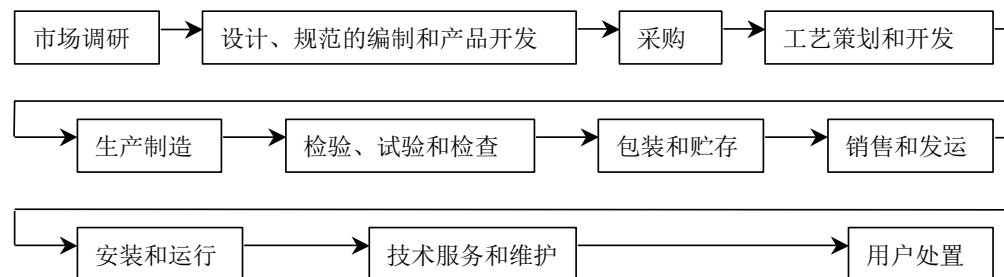 市场调研 设计、规范的编制和产品开发 采购 工艺策划和开发
生产制造 检验、试验和检查 包装和贮存 销售和发运
安装和运行 技术服务和维护 用户处置